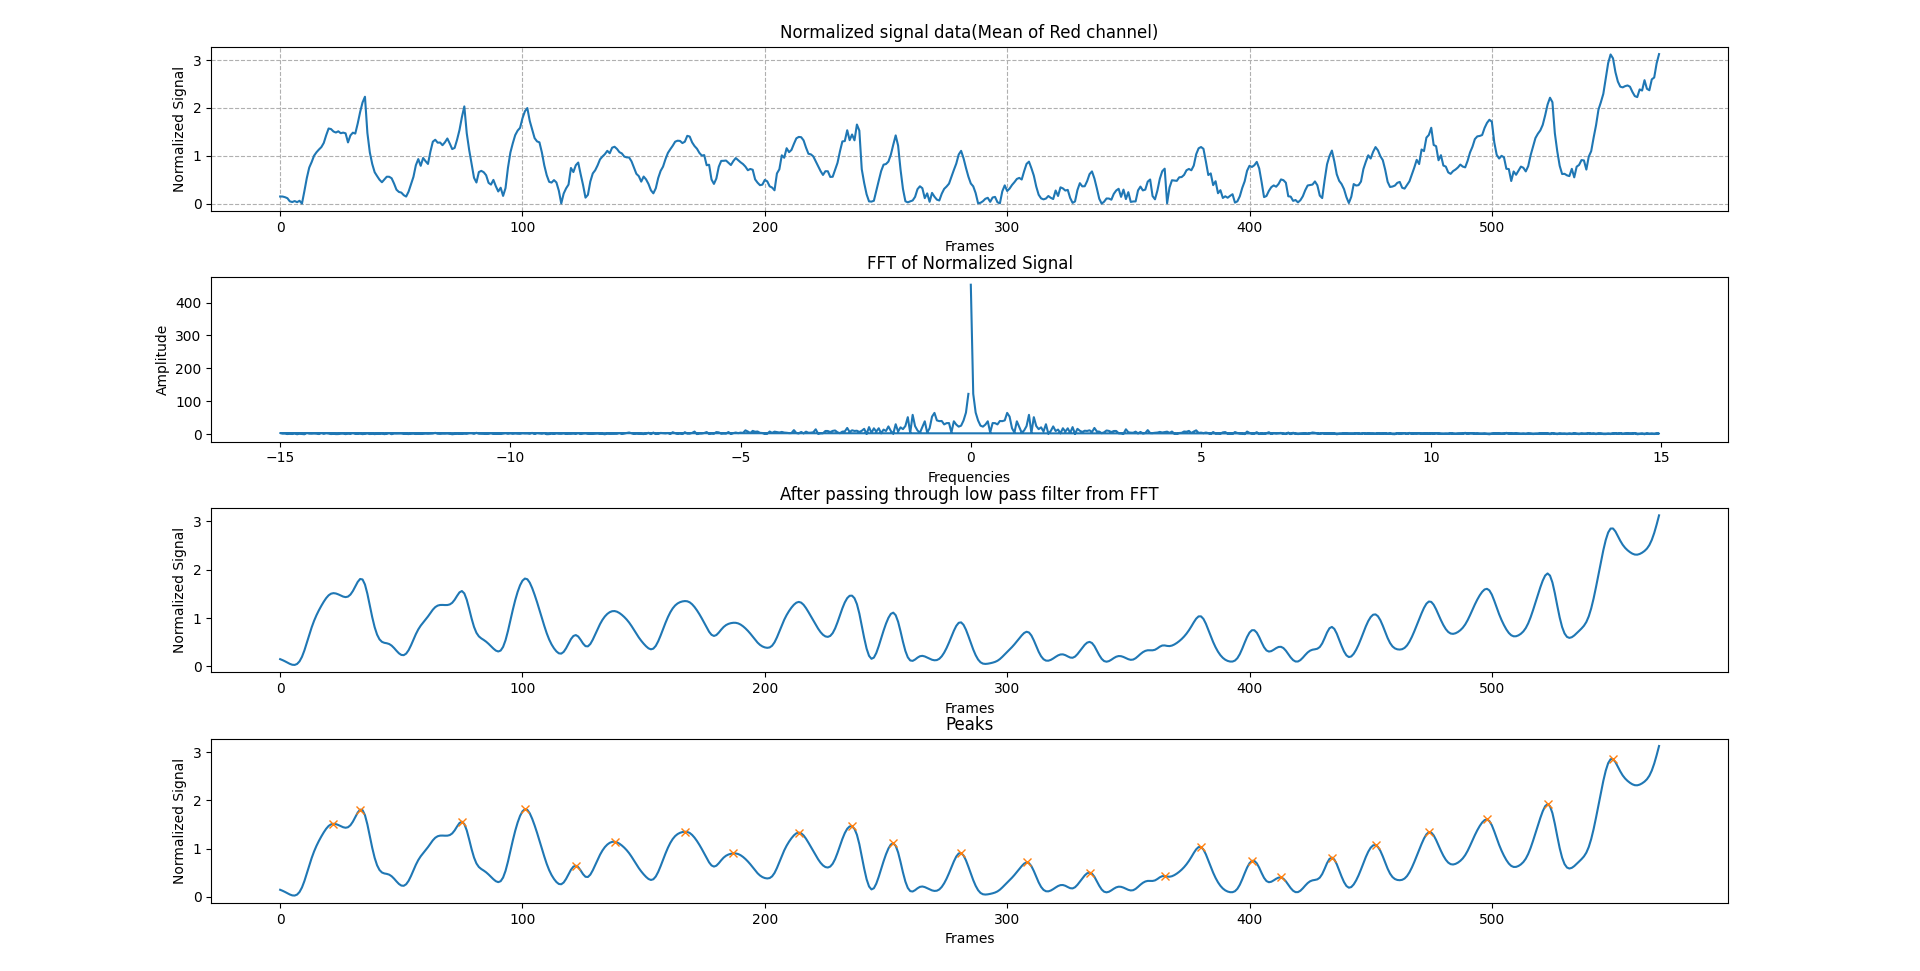 Normalized signal data(Mean of Red channel)
Normalized Signal
3
2
1
0
0 100 200 300 400 500
Frames
FFT of Normalized Signal
Amplitude
400
300
200
100
0
−15 −10 −5 0 5 10 15
Frequencies
After passing through low pass filter from FFT
Normalized Signal
3
2
1
0
0 100 200 300 400 500
Frames
Peaks
Normalized Signal
3
2
1
0
0 100 200 300 400 500
Frames